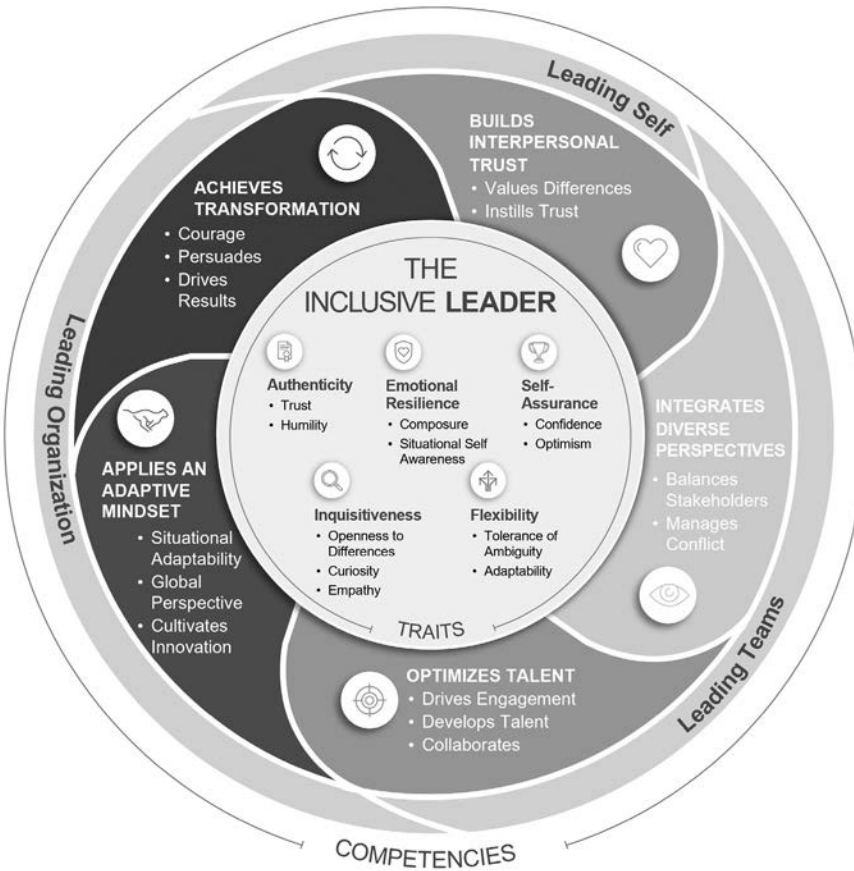 Leading Self
BUILDS
INTERPERSONAL
TRUST
• Values Differences
• Instills Trust
INTEGRATES
DIVERSE
PERSPECTIVES
• Balances
Stakeholders
• Manages
Conflict
Leading Teams
OPTIMIZES TALENT
• Drives Engagement
• Develops Talent
• Collaborates
APPLIES AN
ADAPTIVE
MINDSET
• Situational
Adaptability
• Global
Perspective
• Cultivates
Innovation
Leading Organization
ACHIEVES
TRANSFORMATION
• Courage
• Persuades
• Drives
Results
THE
INCLUSIVE LEADER
Authenticity
• Trust
• Humility
Emotional
Resilience
• Composure
• Situational Self
Awareness
Self-
Assurance
• Confidence
• Optimism
Inquisitiveness
• Openness to
Differences
• Curiosity
• Empathy
Flexibility
• Tolerance of
Ambiguity
• Adaptability
TRAITS
COMPETENCIES